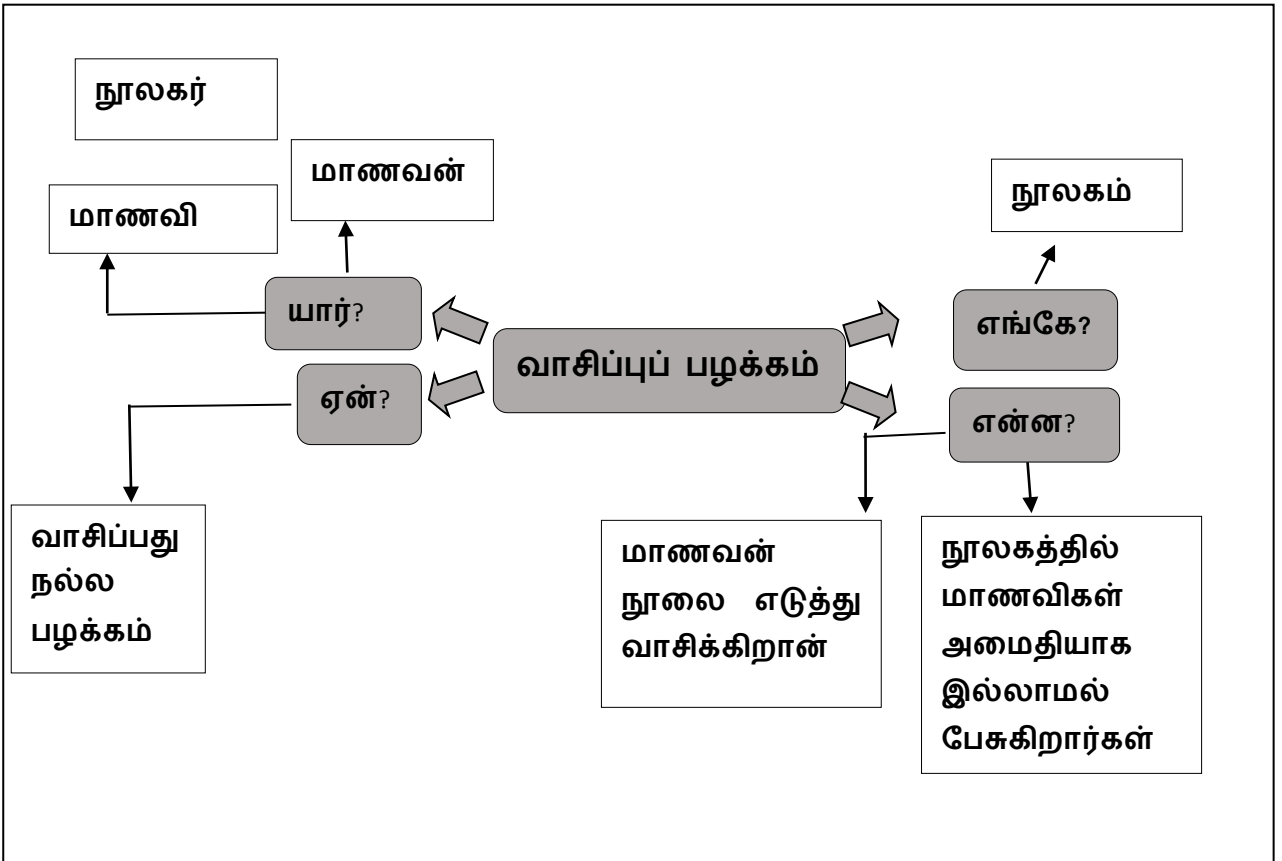 நூலகர்
மாணவன்
மாணவி
நூலகம்
யார்?
எங்கே?
வாசிப்புப் பழக்கம்
ஏன்?
என்ன?
வாசிப்பது
நல்ல
பழக்கம்
மாணவன்
நூலை எடுத்து
வாசிக்கிறான்
நூலகத்தில்
மாணவிகள்
அமைதியாக
இல்லாமல்
பேசுகிறார்கள்